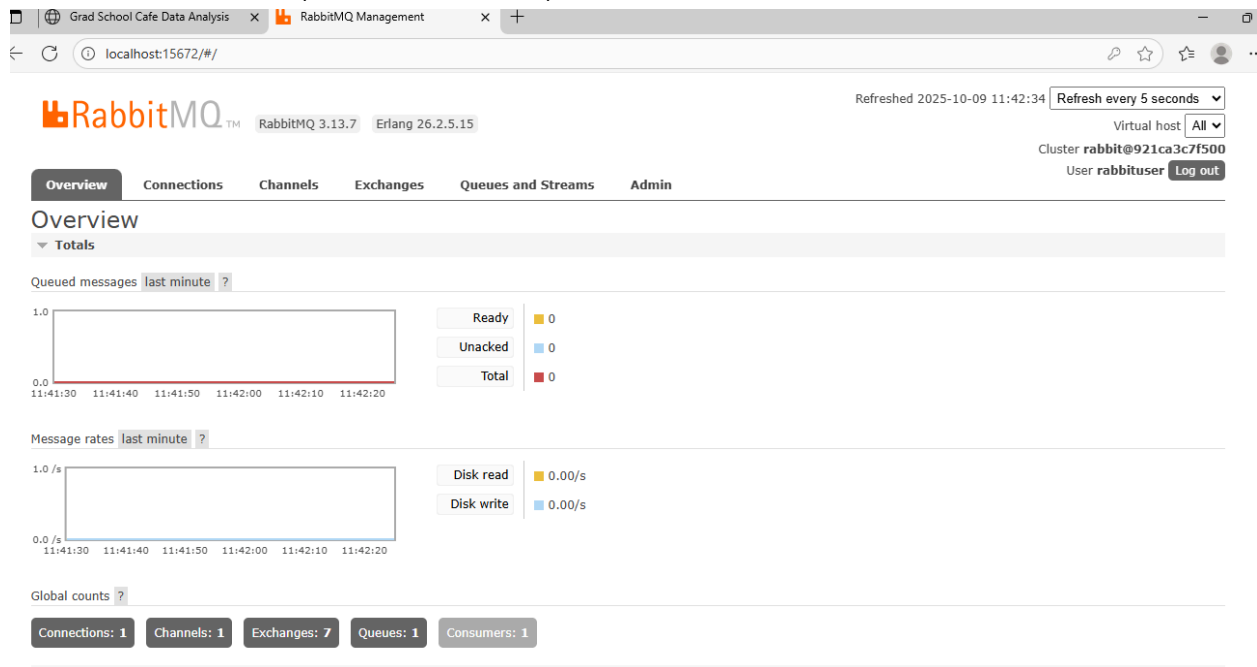 Grad School Cafe Data Analysis RabbitMQ Management
localhost:15672/#/
Refreshed 2025-10-09 11:42:34 Refresh every 5 seconds
RabbitMQ TM RabbitMQ 3.13.7 Erlang 26.2.5.15
Virtual host All
Cluster rabbit@921ca3c7f500
User rabbituser Log out
Overview Connections Channels Exchanges Queues and Streams Admin
Overview
Totals
Queued messages last minute ?
1.0
Ready 0
Unacked 0
Total 0
0.0
11:41:30 11:41:40 11:41:50 11:42:00 11:42:10 11:42:20
Message rates last minute ?
1.0 /s
Disk read 0.00/s
Disk write 0.00/s
0.0 /s
11:41:30 11:41:40 11:41:50 11:42:00 11:42:10 11:42:20
Global counts ?
Connections: 1 Channels: 1 Exchanges: 7 Queues: 1 Consumers: 1